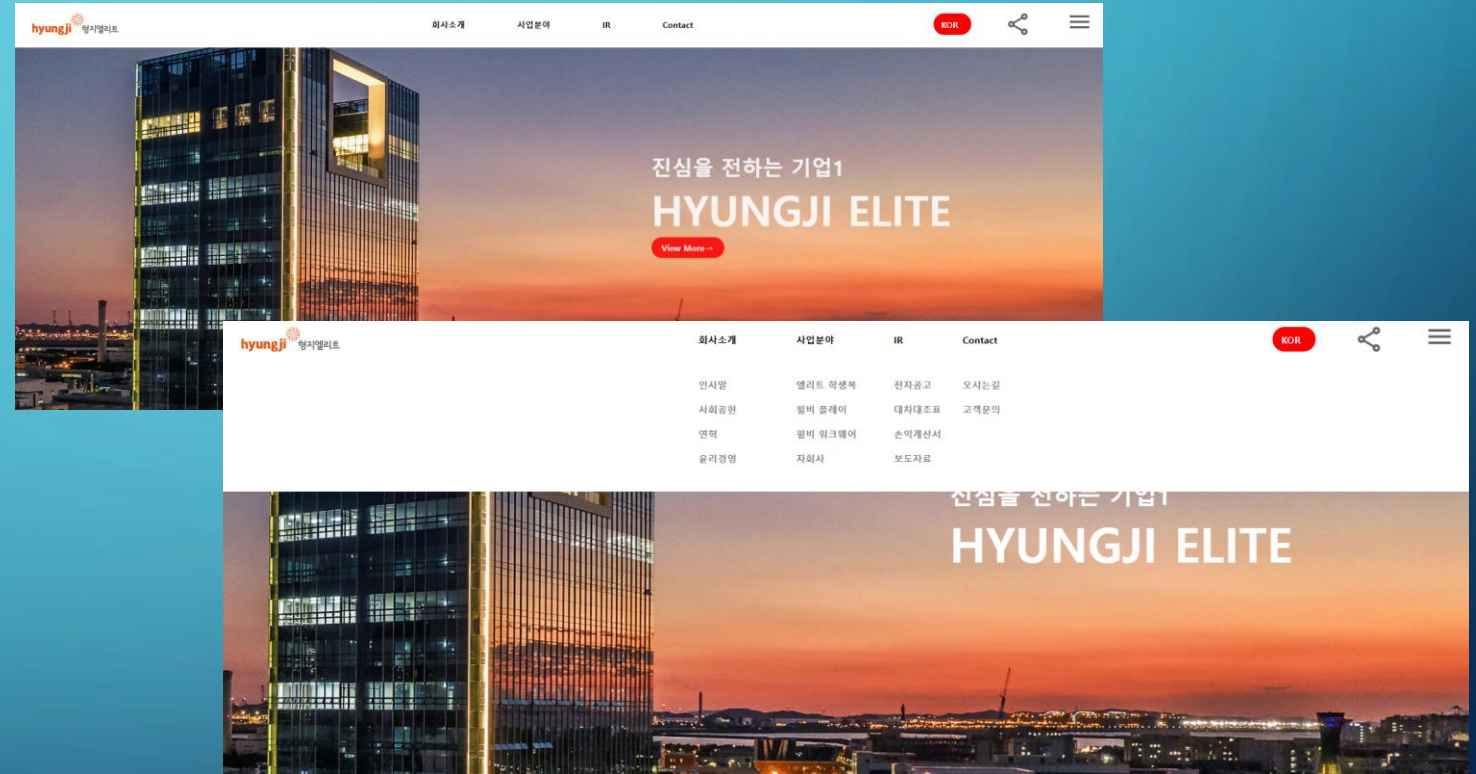 hyungji 형지엘리트
회사소개 사업분야 IR Contact KOR
진심을 전하는 기업1
HYUNGJI ELITE
View More→
hyungji 형지엘리트
회사소개 사업분야 IR Contact KOR
인사말 엘리트 학생복 전자공고 오시는길
사회공헌 윌비 플레이 대차대조표 고객문의
연혁 윌비 워크웨어 손익계산서
윤리경영 자회사 보도자료
진심을 전하는 기업1
HYUNGJI ELITE